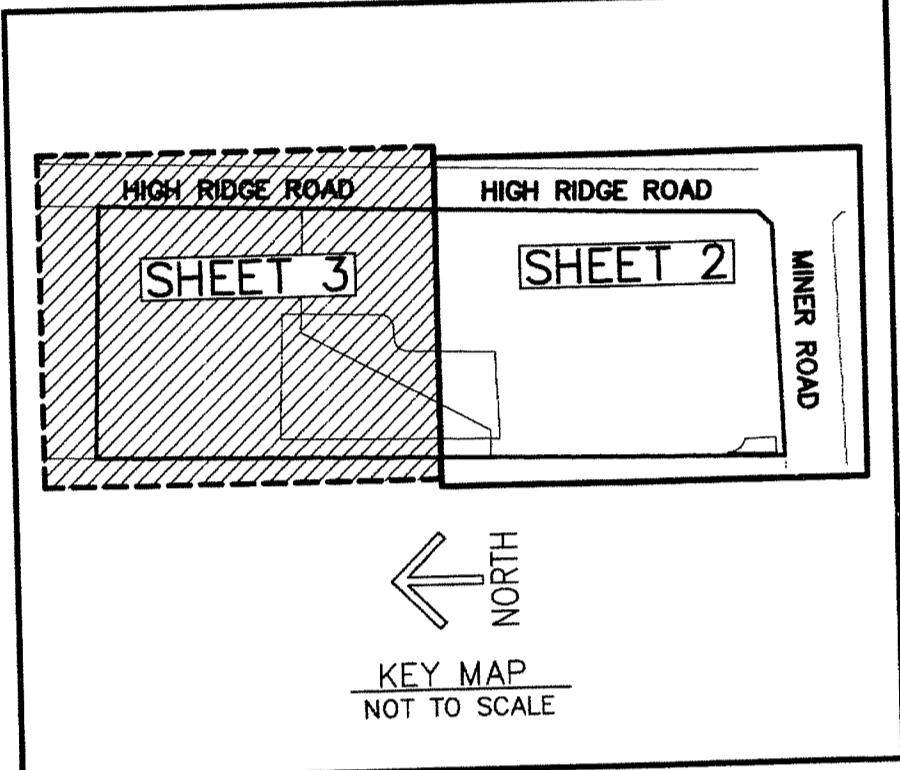 HIGH RIDGE ROAD
HIGH RIDGE ROAD
SHEET 3
SHEET 2
MINER ROAD
NORTH
KEY MAP
NOT TO SCALE